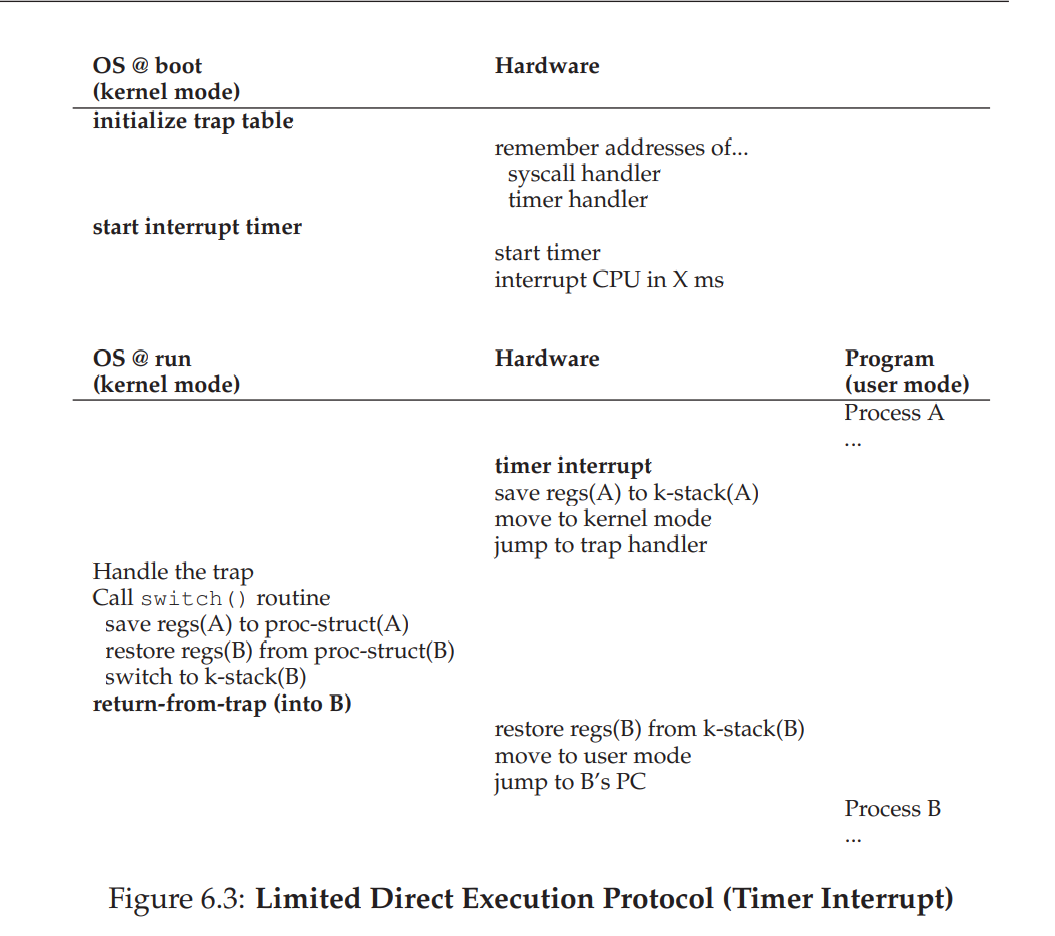 OS @ boot Hardware
(kernel mode)
initialize trap table
remember addresses of...
syscall handler
timer handler
start interrupt timer
start timer
interrupt CPU in X ms
OS @ run Hardware Program
(kernel mode) (user mode)
Process A
...
timer interrupt
save regs(A) to k-stack(A)
move to kernel mode
jump to trap handler
Handle the trap
Call switch() routine
save regs(A) to proc-struct(A)
restore regs(B) from proc-struct(B)
switch to k-stack(B)
return-from-trap (into B)
restore regs(B) from k-stack(B)
move to user mode
jump to B's PC
Process B
...
Figure 6.3: Limited Direct Execution Protocol (Timer Interrupt)